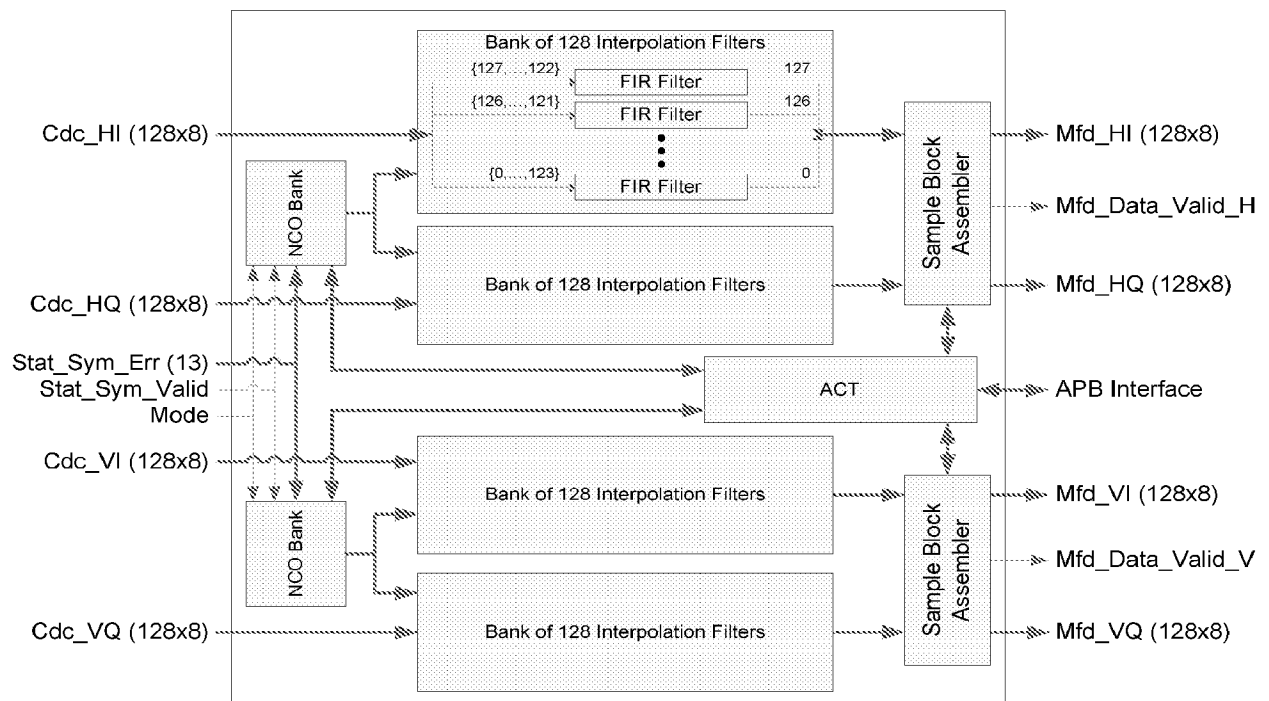 Bank of 128 Interpolation Filters
{127,...,122}
FIR Filter
127
{126,...,121}
FIR Filter
126
Cdc_HI (128x8)
{0,...,123}
FIR Filter
0
NCO Bank
Sample Block
Assembler
Mfd_HI (128x8)
Mfd_Data_Valid_H
Bank of 128 Interpolation Filters
Cdc_HQ (128x8)
Mfd_HQ (128x8)
Stat_Sym_Err (13)
Stat_Sym_Valid
Mode
ACT
APB Interface
Cdc_VI (128x8)
Bank of 128 Interpolation Filters
NCO Bank
Sample Block
Assembler
Mfd_VI (128x8)
Mfd_Data_Valid_V
Cdc_VQ (128x8)
Bank of 128 Interpolation Filters
Mfd_VQ (128x8)